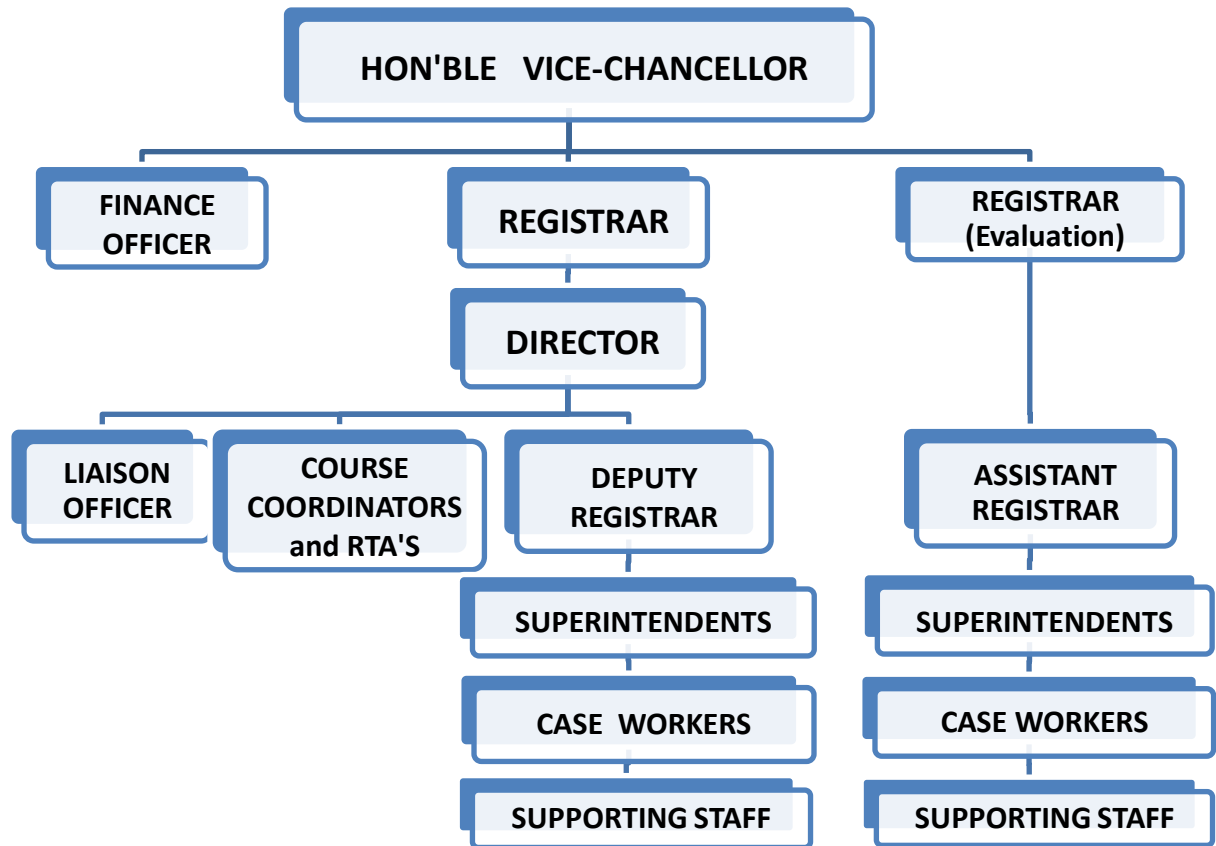 HON'BLE VICE-CHANCELLOR
FINANCE
OFFICER
REGISTRAR
REGISTRAR
(Evaluation)
DIRECTOR
LIAISON
OFFICER
COURSE
COORDINATORS
and RTA'S
DEPUTY
REGISTRAR
ASSISTANT
REGISTRAR
SUPERINTENDENTS
SUPERINTENDENTS
CASE WORKERS
CASE WORKERS
SUPPORTING STAFF
SUPPORTING STAFF